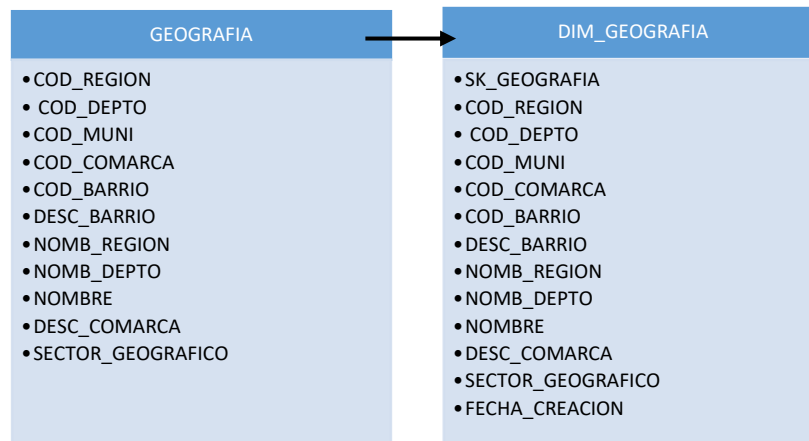 GEOGRAFIA
•COD_REGION
• COD_DEPTO
•COD_MUNI
•COD_COMARCA
•COD_BARRIO
•DESC_BARRIO
•NOMB_REGION
•NOMB_DEPTO
•NOMBRE
•DESC_COMARCA
•SECTOR_GEOGRAFICO
DIM_GEOGRAFIA
•SK_GEOGRAFIA
•COD_REGION
• COD_DEPTO
•COD_MUNI
•COD_COMARCA
•COD_BARRIO
•DESC_BARRIO
•NOMB_REGION
•NOMB_DEPTO
•NOMBRE
•DESC_COMARCA
•SECTOR_GEOGRAFICO
•FECHA_CREACION